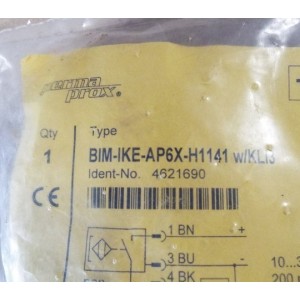 perma
prox®
Qty Type
1 BIM-IKE-AP6X-H1141 w/KLI3
Ident-No. 4621690
CE
1 BN +
3 BU -
4 BK
10...3
200